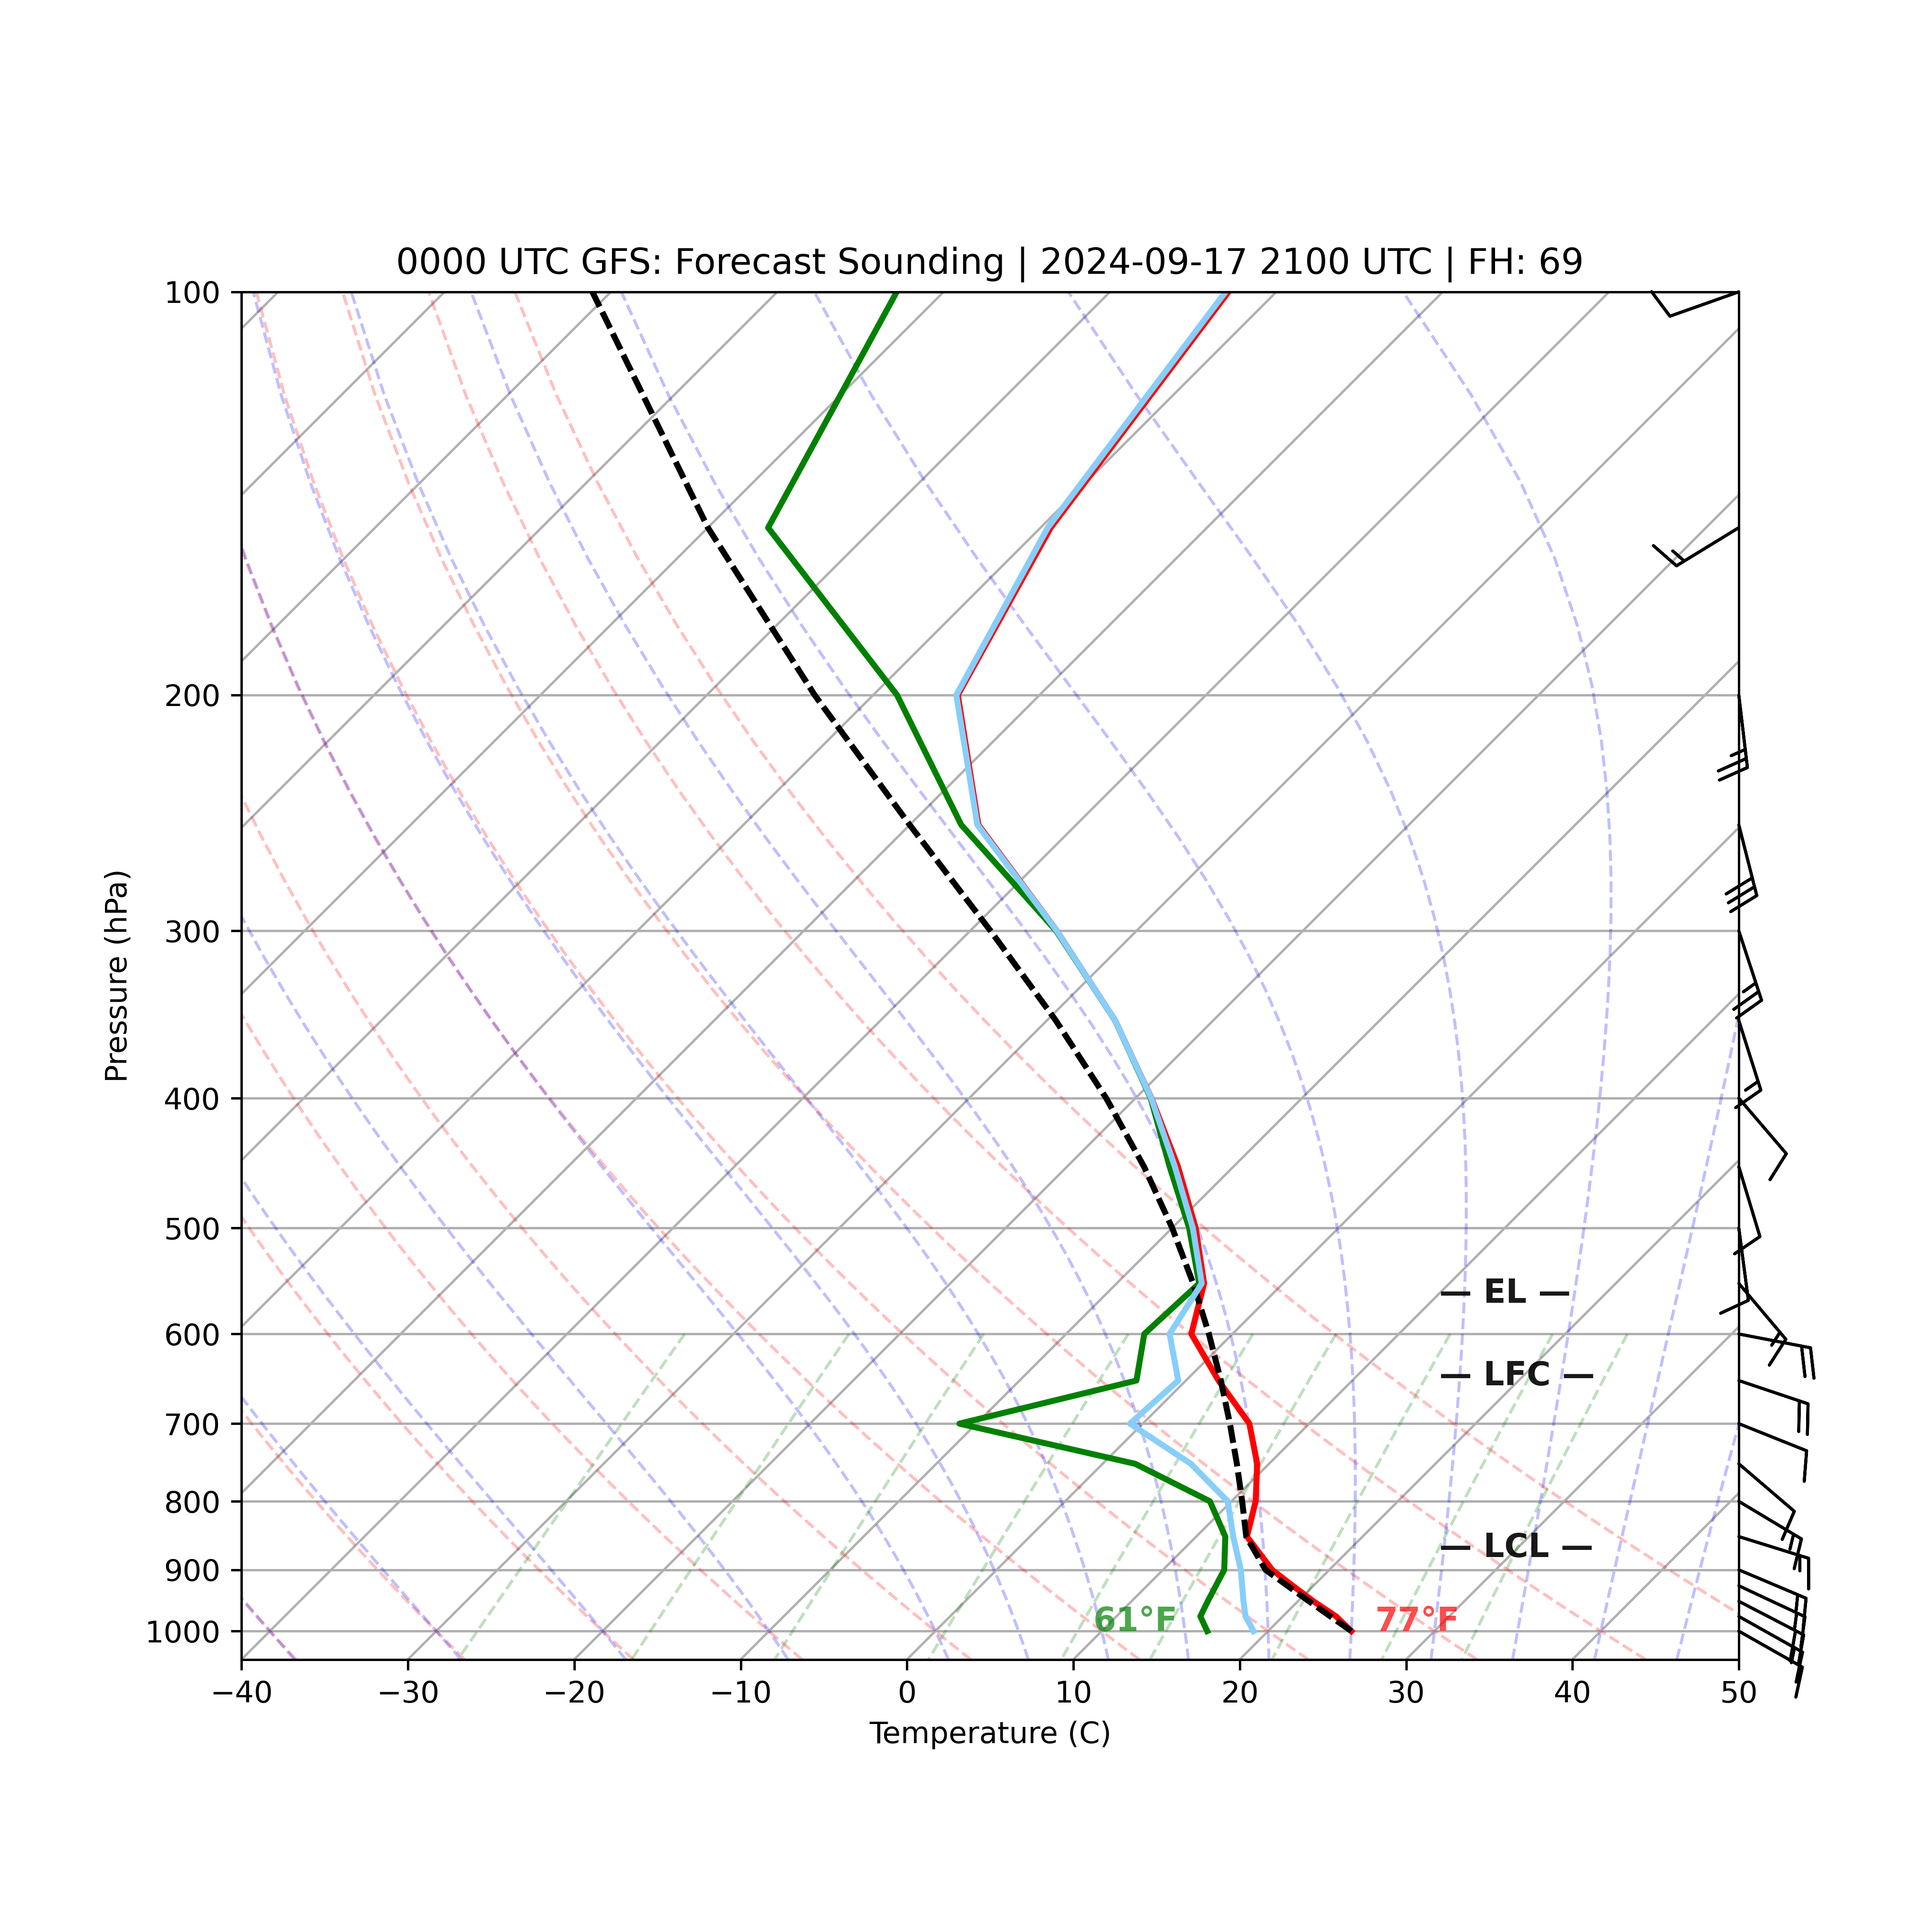 0000 UTC GFS: Forecast Sounding | 2024-09-17 2100 UTC | FH: 69
100
200
300
400
500
600
700
800
900
1000
Pressure (hPa)
— EL —
— LFC —
— LCL —
61°F
77°F
−40 −30 −20 −10 0 10 20 30 40 50
Temperature (C)